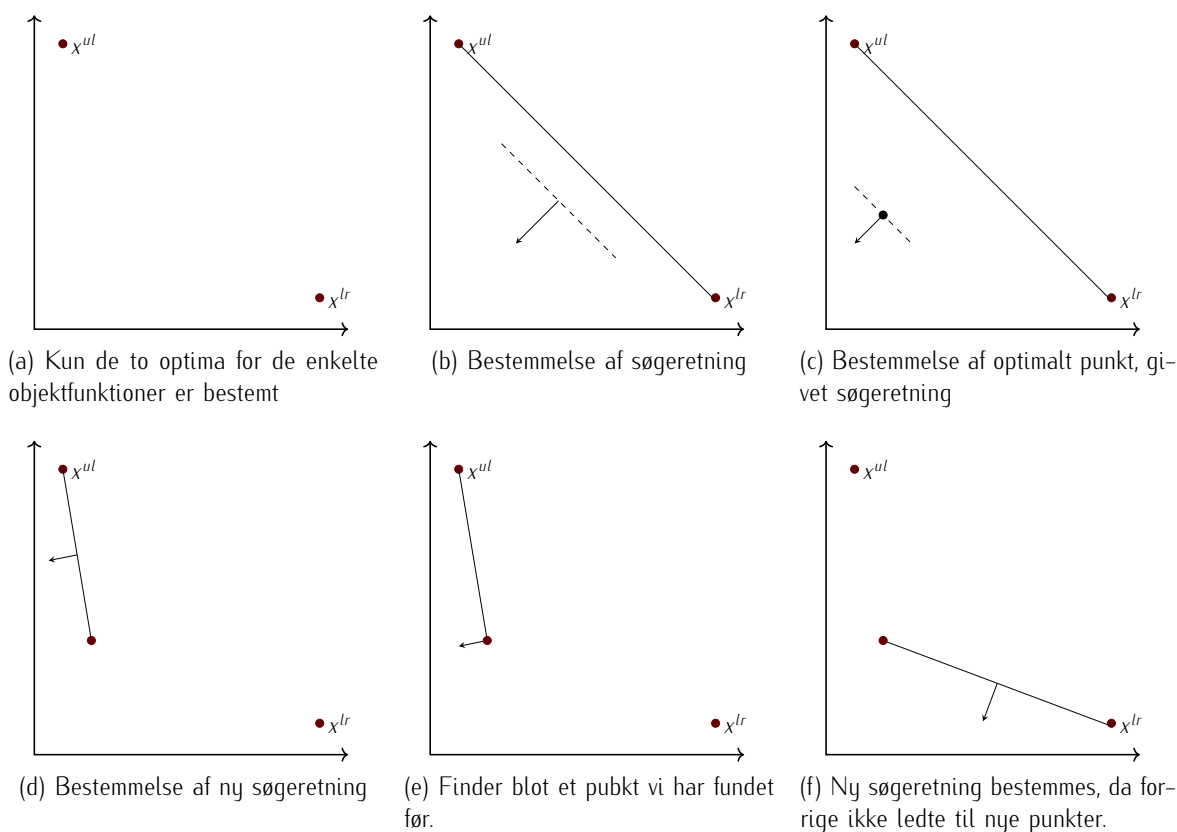 x^{ul}
x^{lr}
(a) Kun de to optima for de enkelte
objektfunktioner er bestemt
x^{ul}
x^{lr}
(b) Bestemmelse af søgeretning
x^{ul}
x^{lr}
(c) Bestemmelse af optimalt punkt, gi-
vet søgeretning
x^{ul}
x^{lr}
(d) Bestemmelse af ny søgeretning
x^{ul}
x^{lr}
(e) Finder blot et pubkt vi har fundet
før.
x^{ul}
x^{lr}
(f) Ny søgeretning bestemmes, da for-
rige ikke ledte til nye punkter.